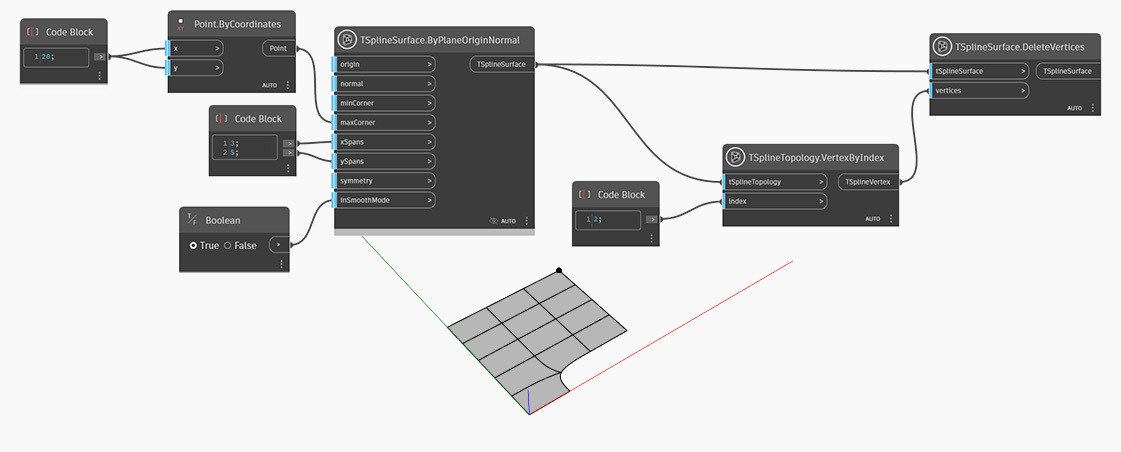 Code Block
1 20;
>
Point.ByCoordinates
x >
y >
Point
AUTO
Code Block
1 3;
2 5;
>
>
Boolean
True False
>
TSplineSurface.ByPlaneOriginNormal
origin >
TSplineSurface
normal >
minCorner >
maxCorner >
xSpans >
ySpans >
symmetry >
inSmoothMode >
AUTO
Code Block
1 2;
>
TSplineTopology.VertexByIndex
tSplineTopology >
TSplineVertex
index >
AUTO
TSplineSurface.DeleteVertices
tSplineSurface >
TSplineSurface
vertices >
AUTO